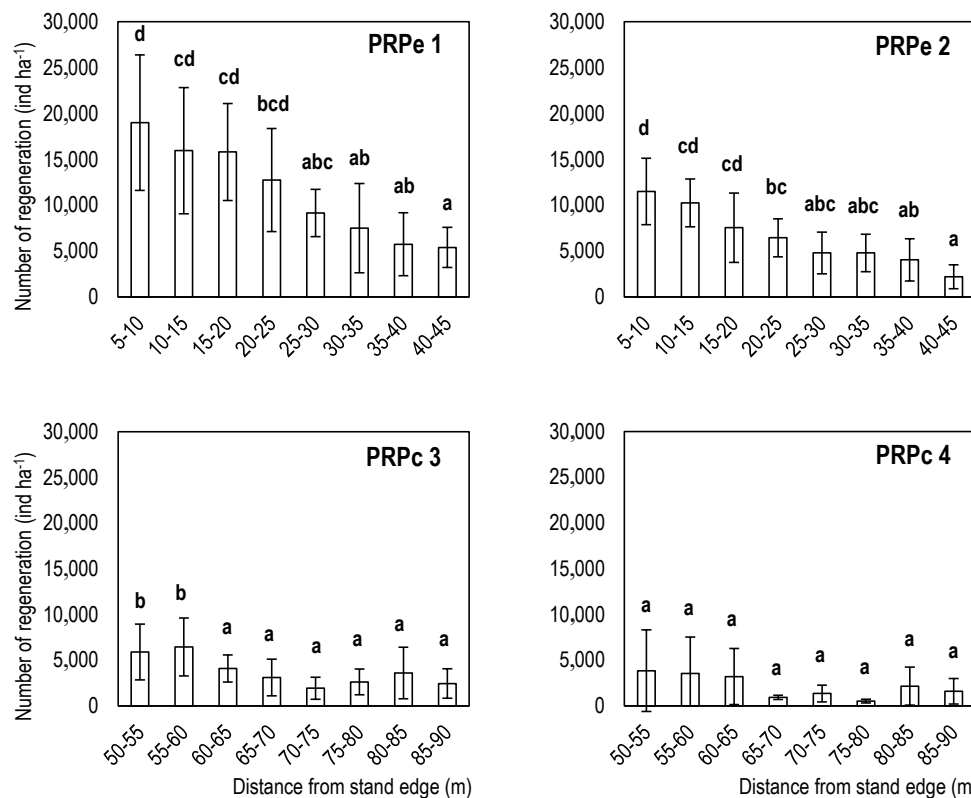 Number of regeneration (ind ha⁻¹)
30,000
25,000
20,000
15,000
10,000
5,000
0
PRPe 1
d
cd
cd
bcd
abc
ab
ab
a
5-10
10-15
15-20
20-25
25-30
30-35
35-40
40-45
30,000
25,000
20,000
15,000
10,000
5,000
0
PRPe 2
d
cd
cd
bc
abc
abc
ab
a
5-10
10-15
15-20
20-25
25-30
30-35
35-40
40-45
Number of regeneration (ind ha⁻¹)
30,000
25,000
20,000
15,000
10,000
5,000
0
PRPc 3
b
b
a
a
a
a
a
a
50-55
55-60
60-65
65-70
70-75
75-80
80-85
85-90
Distance from stand edge (m)
30,000
25,000
20,000
15,000
10,000
5,000
0
PRPc 4
a
a
a
a
a
a
a
a
50-55
55-60
60-65
65-70
70-75
75-80
80-85
85-90
Distance from stand edge (m)